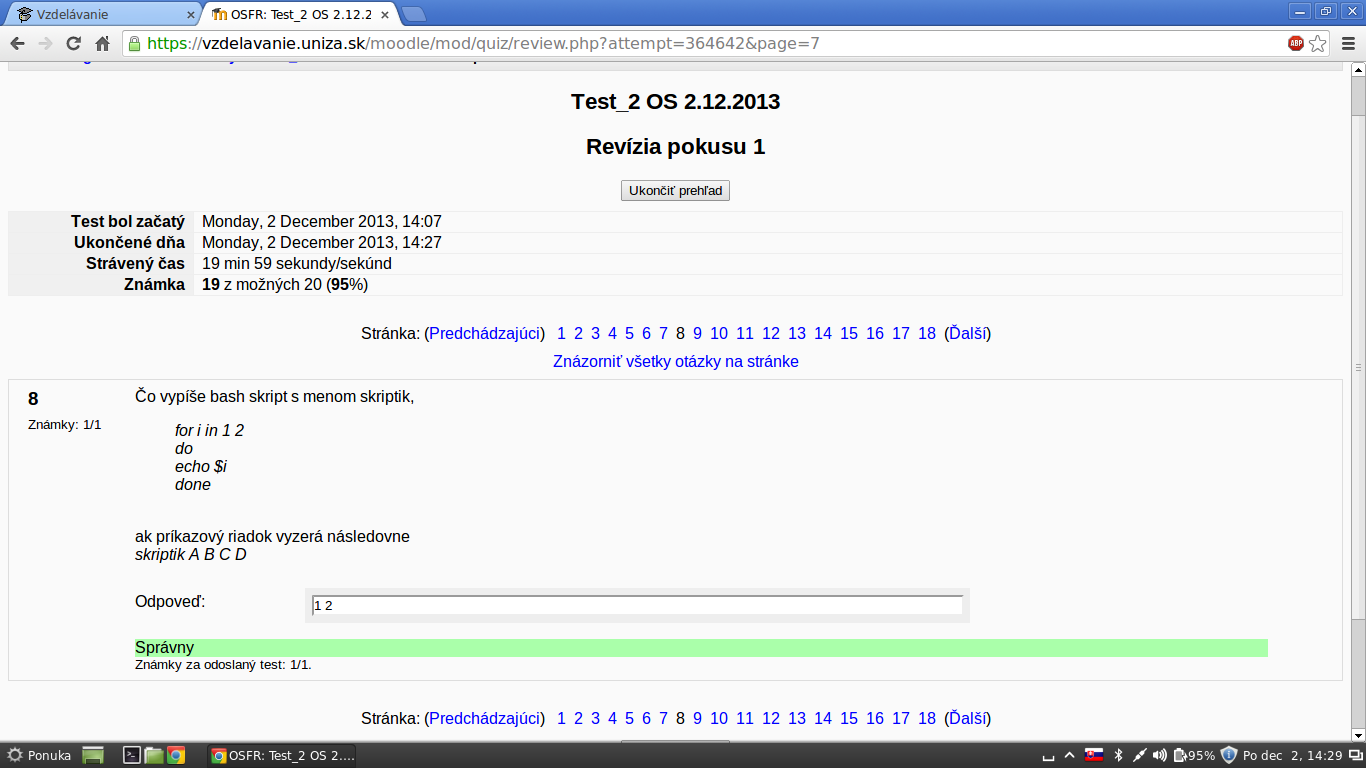 Vzdelávanie
OSFR: Test_2 OS 2.12.2
https://vzdelavanie.uniza.sk/moodle/mod/quiz/review.php?attempt=364642&page=7
ABP
Test_2 OS 2.12.2013
Revízia pokusu 1
Ukončiť prehľad
Test bol začatý Monday, 2 December 2013, 14:07
Ukončené dňa Monday, 2 December 2013, 14:27
Strávený čas 19 min 59 sekundy/sekúnd
Známka 19 z možných 20 (95%)
Stránka: (Predchádzajúci) 1 2 3 4 5 6 7 8 9 10 11 12 13 14 15 16 17 18 (Ďalší)
Znázorniť všetky otázky na stránke
8
Známky: 1/1
Čo vypíše bash skript s menom skriptik,
for i in 1 2
do
echo $i
done
ak príkazový riadok vyzerá následovne
skriptik A B C D
Odpoveď: 1 2
Správny
Známky za odoslaný test: 1/1.
Stránka: (Predchádzajúci) 1 2 3 4 5 6 7 8 9 10 11 12 13 14 15 16 17 18 (Ďalší)
Ponuka
OSFR: Test_2 OS 2....
95%
Po dec 2, 14:29